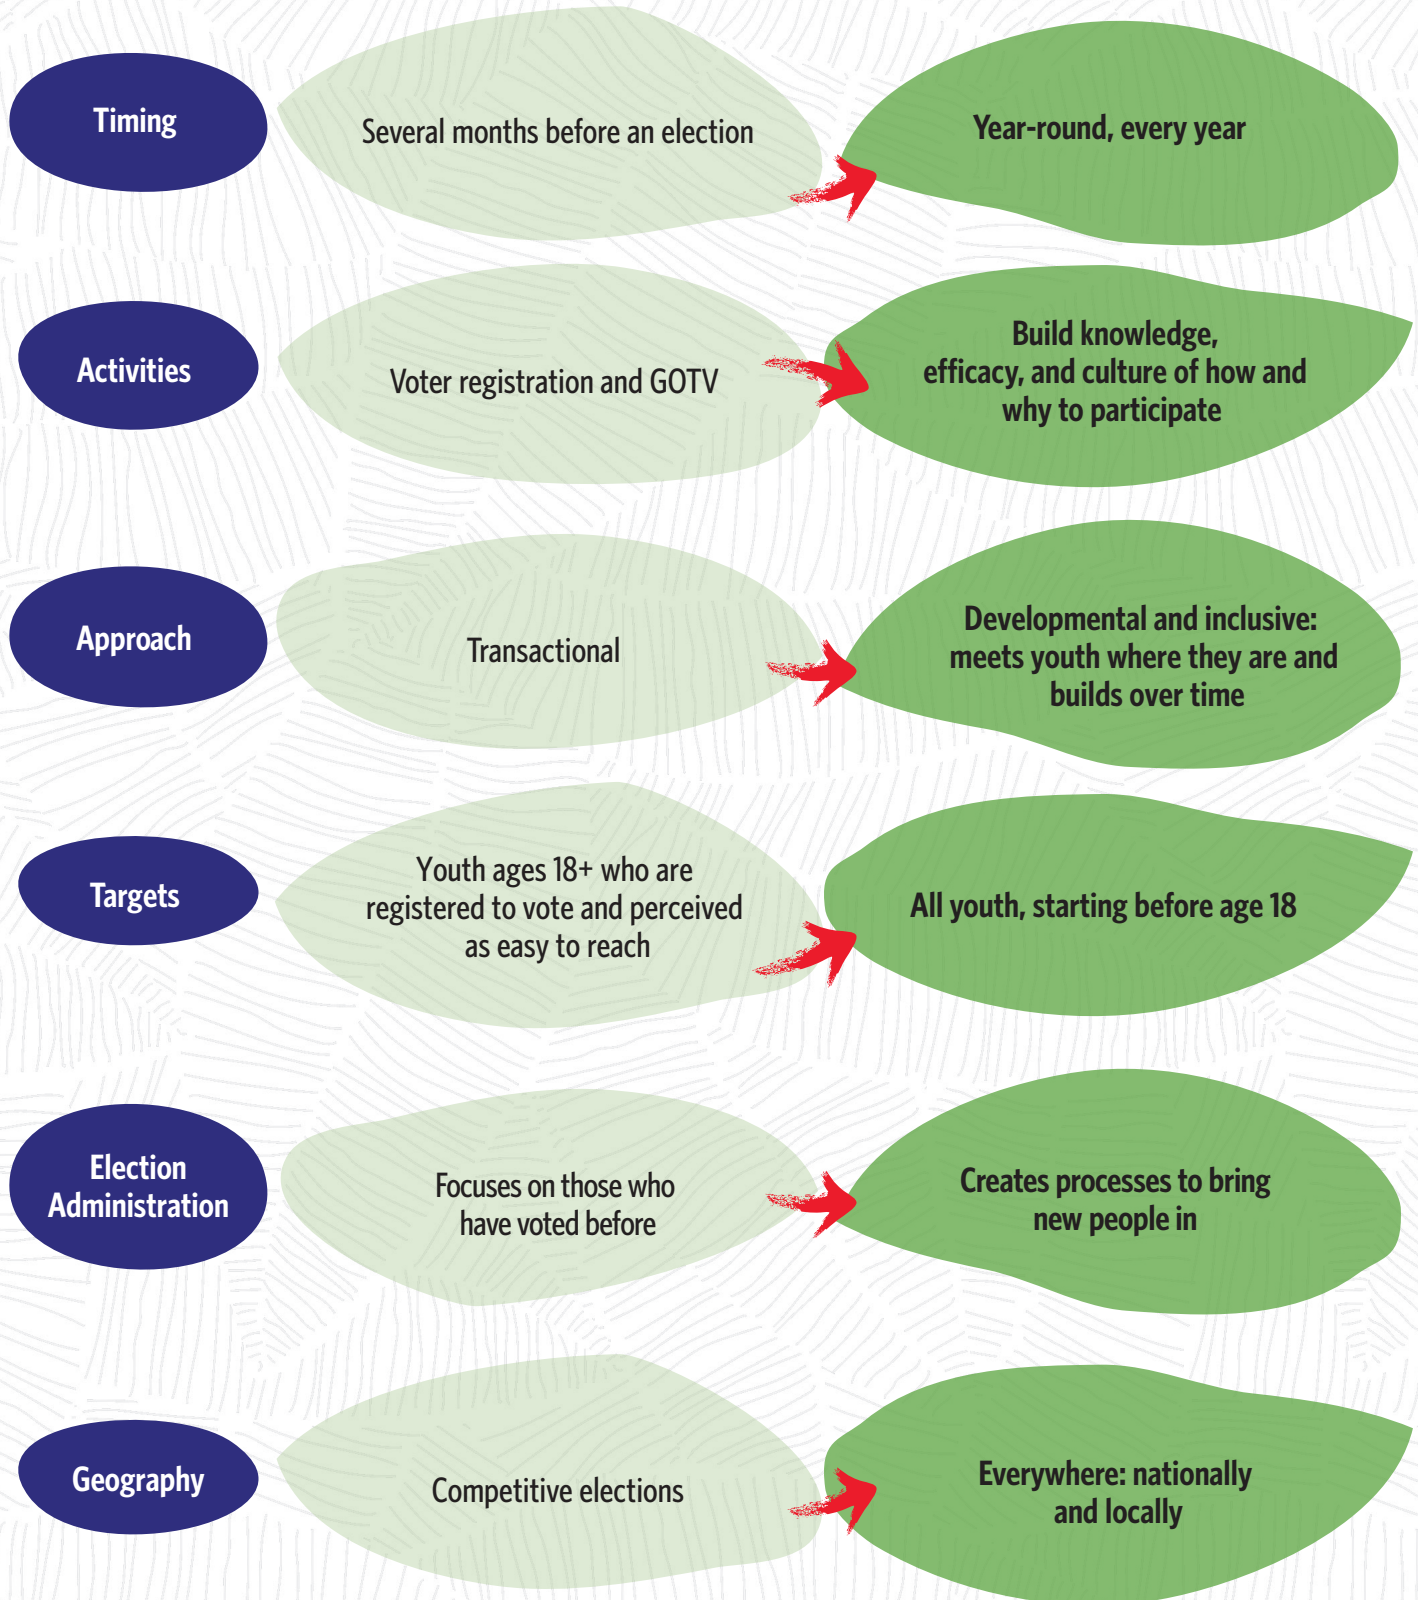 Timing
Several months before an election
Year-round, every year
Activities
Voter registration and GOTV
Build knowledge,
efficacy, and culture of how and
why to participate
Approach
Transactional
Developmental and inclusive:
meets youth where they are and
builds over time
Targets
Youth ages 18+ who are
registered to vote and perceived
as easy to reach
All youth, starting before age 18
Election
Administration
Focuses on those who
have voted before
Creates processes to bring
new people in
Geography
Competitive elections
Everywhere: nationally
and locally